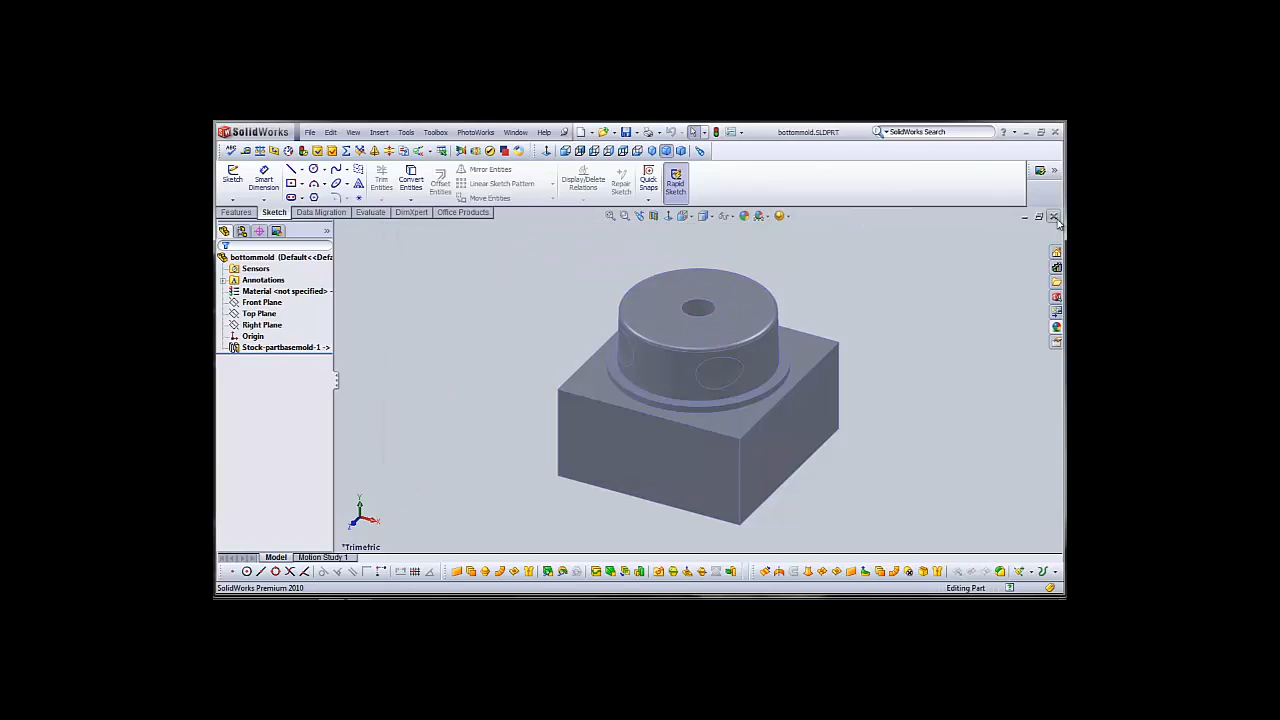 SolidWorks File Edit View Insert Tools Toolbox PhotoWorks Window Help bottommold.SLDPRT SolidWorks Search
Sketch Smart Dimension Trim Entities Convert Entities Offset Entities Mirror Entities Linear Sketch Pattern Move Entities Display/Delete Relations Repair Sketch Quick Snaps Rapid Sketch
Features Sketch Data Migration Evaluate DimXpert Office Products
bottommold (Default<<Defa
Sensors
Annotations
Material <not specified>
Front Plane
Top Plane
Right Plane
Origin
Stock-partbasemold-1 ->
Y
X
Z
*Trimetric
Model Motion Study 1
SolidWorks Premium 2010 Editing Part